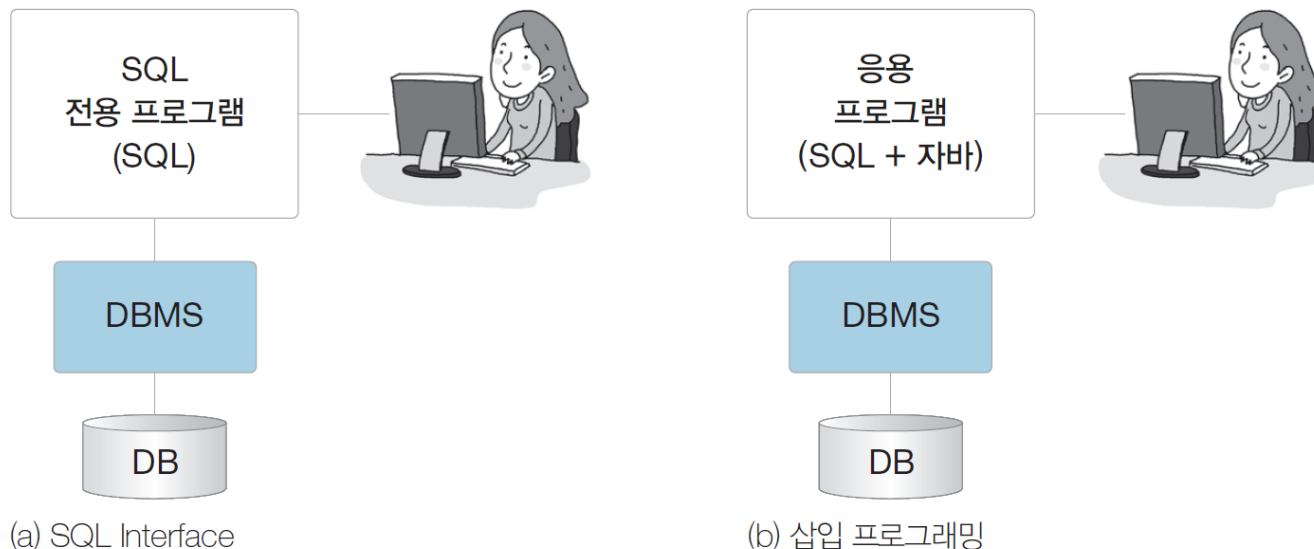 SQL
전용 프로그램
(SQL)
DBMS
DB
(a) SQL Interface
응용
프로그램
(SQL + 자바)
DBMS
DB
(b) 삽입 프로그래밍